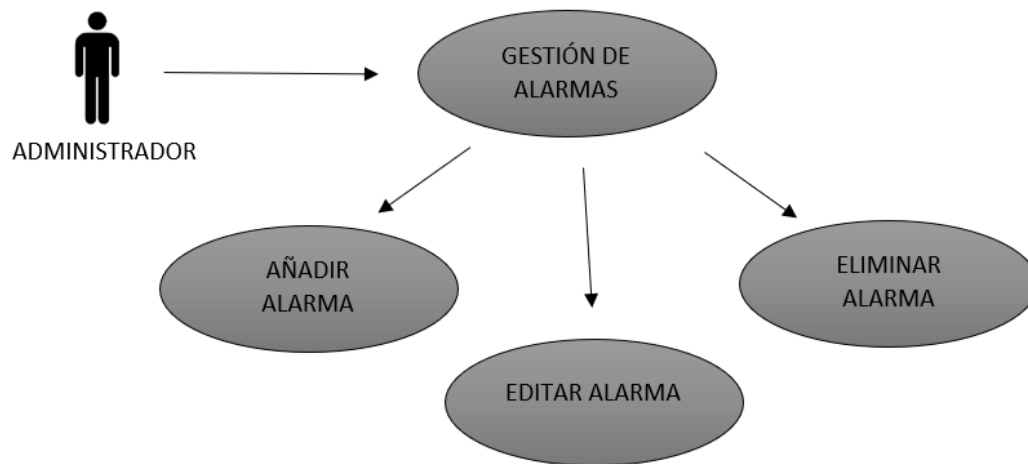 GESTIÓN DE
ALARMAS
ADMINISTRADOR
AÑADIR
ALARMA
ELIMINAR
ALARMA
EDITAR ALARMA